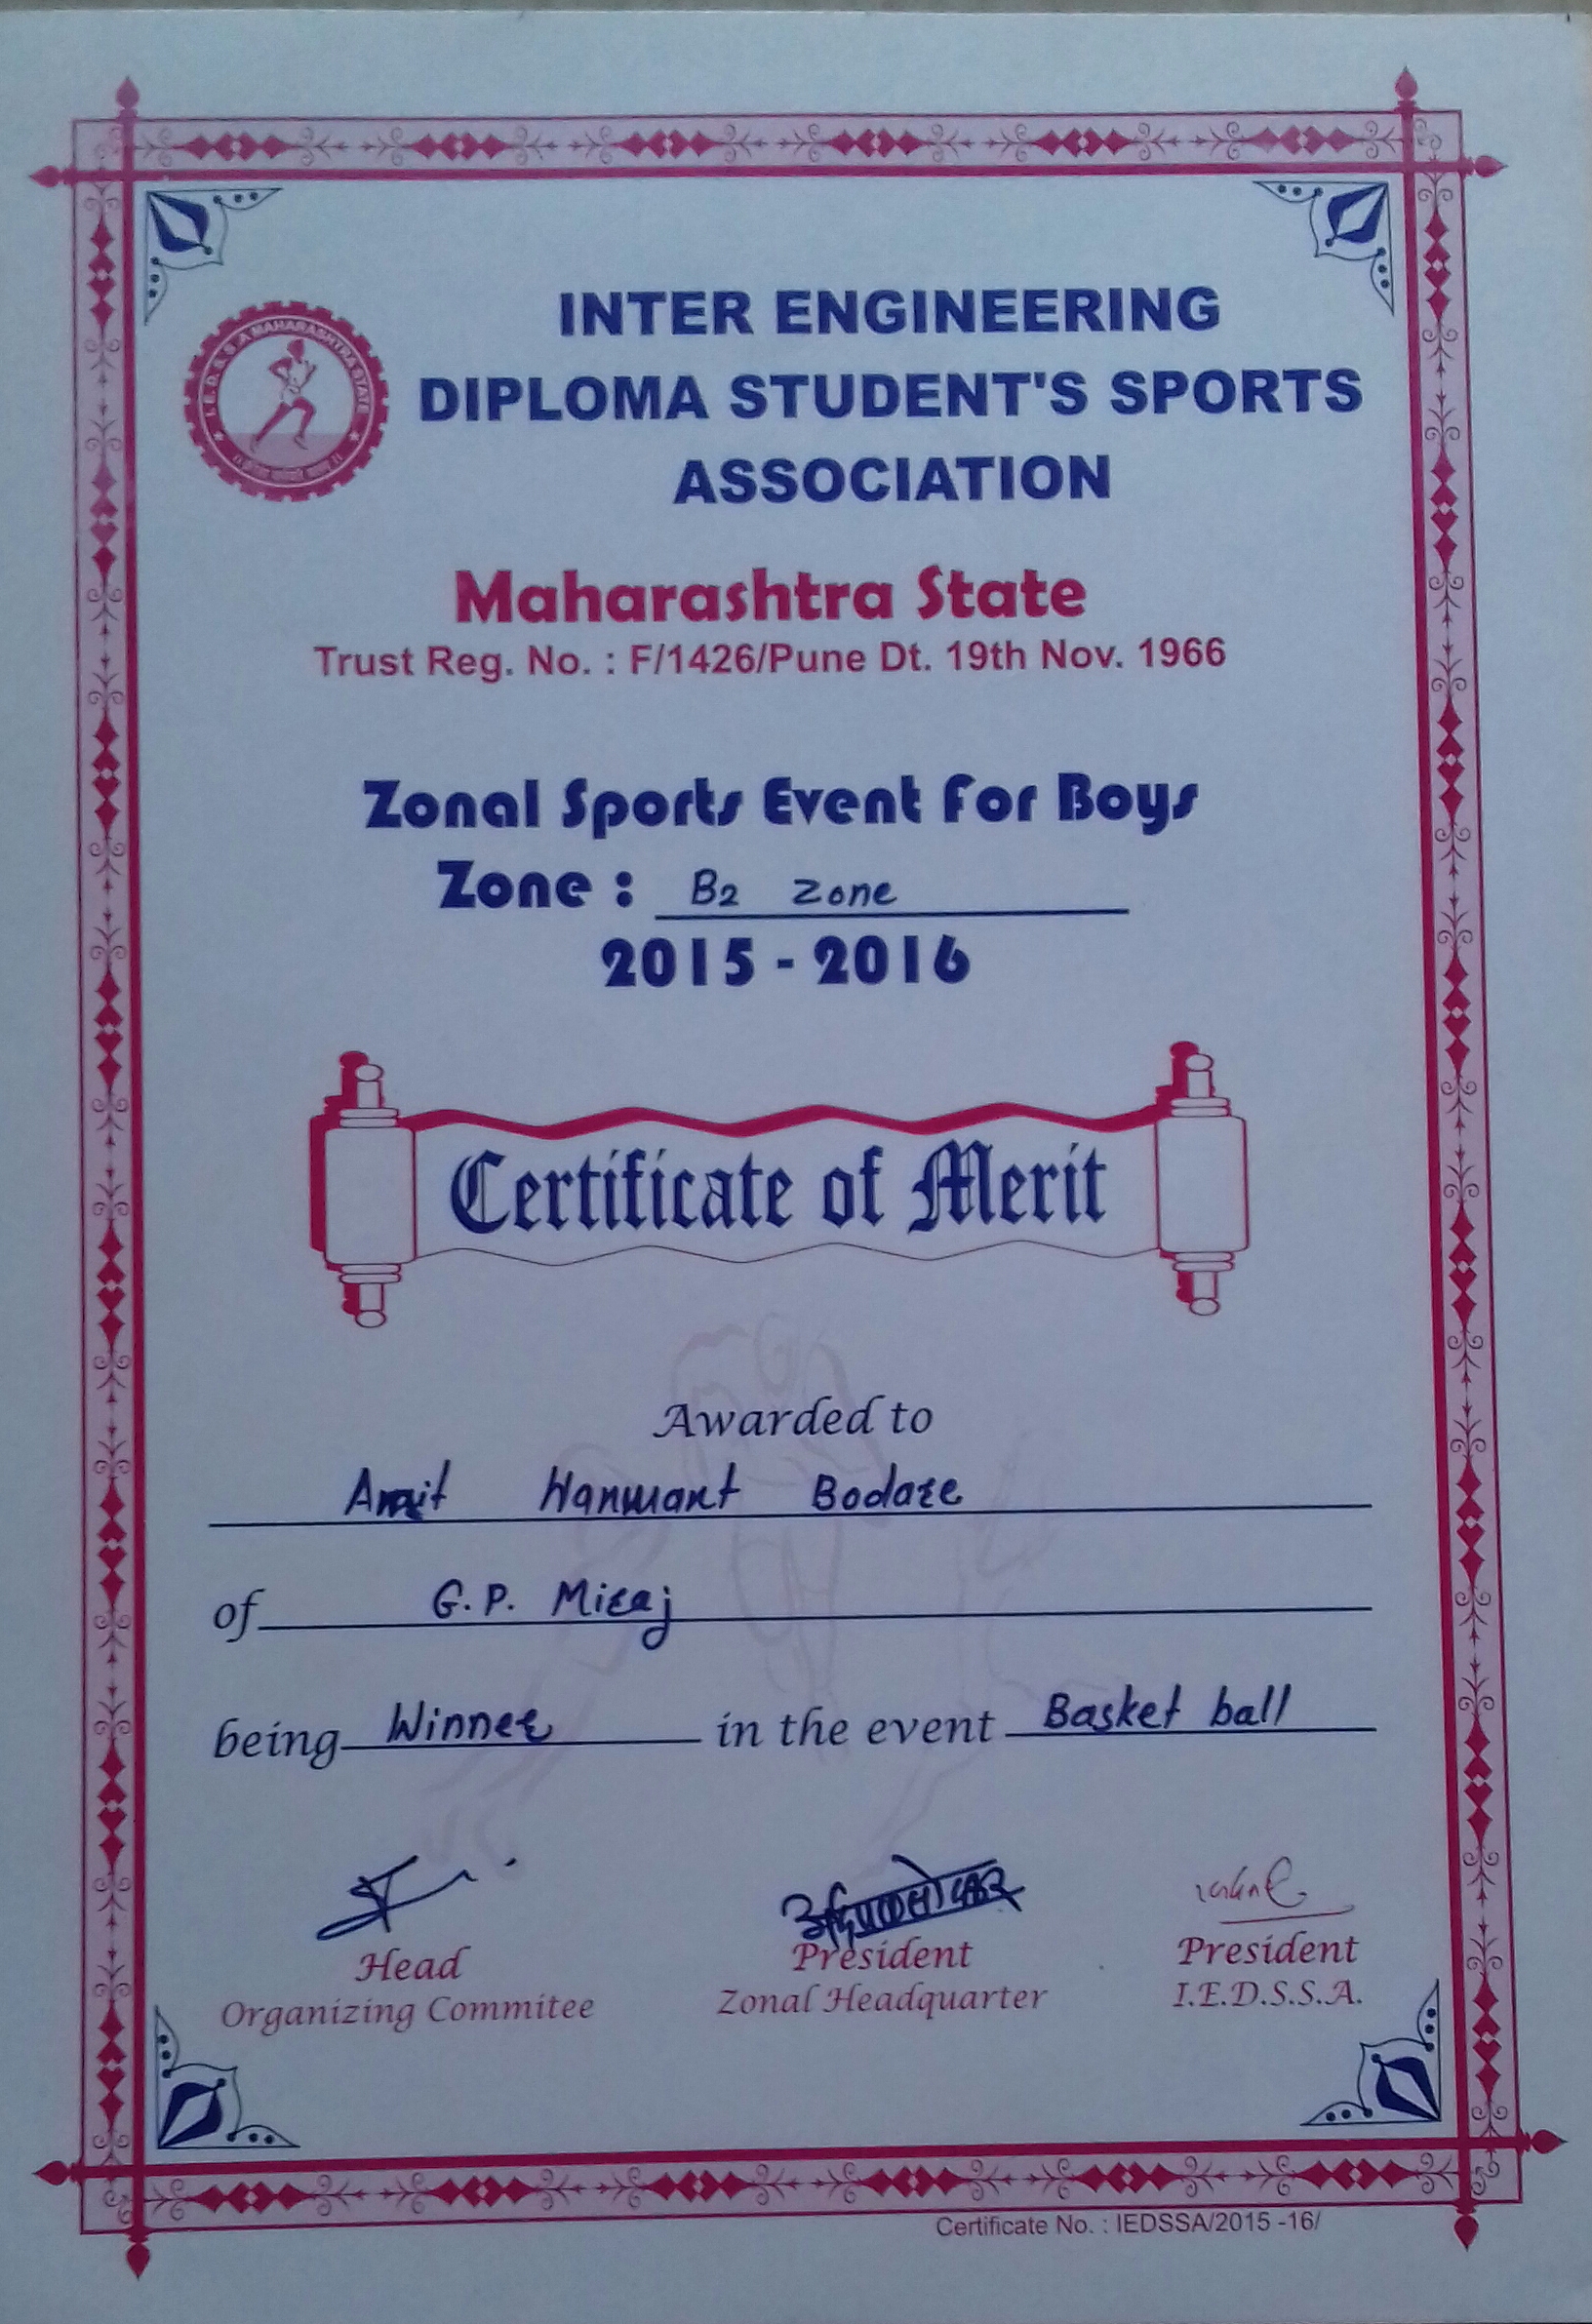 I.E.D.S.S.A MAHARASHTRA STATE
INTER ENGINEERING
DIPLOMA STUDENT'S SPORTS
ASSOCIATION
Maharashtra State
Trust Reg. No. : F/1426/Pune Dt. 19th Nov. 1966
Zonal Sports Event For Boys
Zone : B2 Zone
2015 - 2016
Certificate of Merit
Awarded to
Hanmant Bodare
of G.P. Miraj
being Winner in the event Basket ball
Head President President
Organizing Commitee Zonal Headquarter I.E.D.S.S.A.
Certificate No. : IEDSSA/2015 -16/